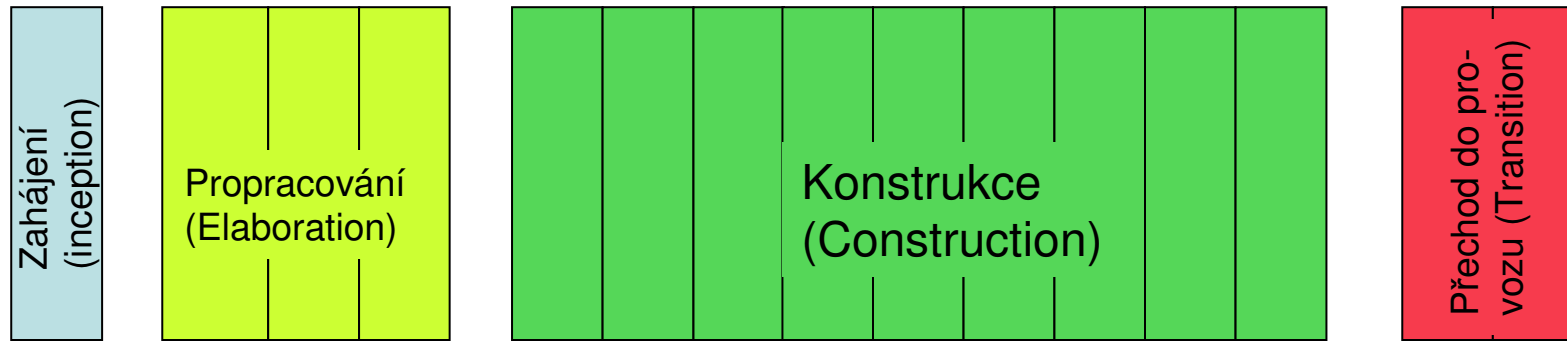 Zahájení
(inception)
Propracování
(Elaboration)
Konstrukce
(Construction)
Přechod do pro-
vozu (Transition)